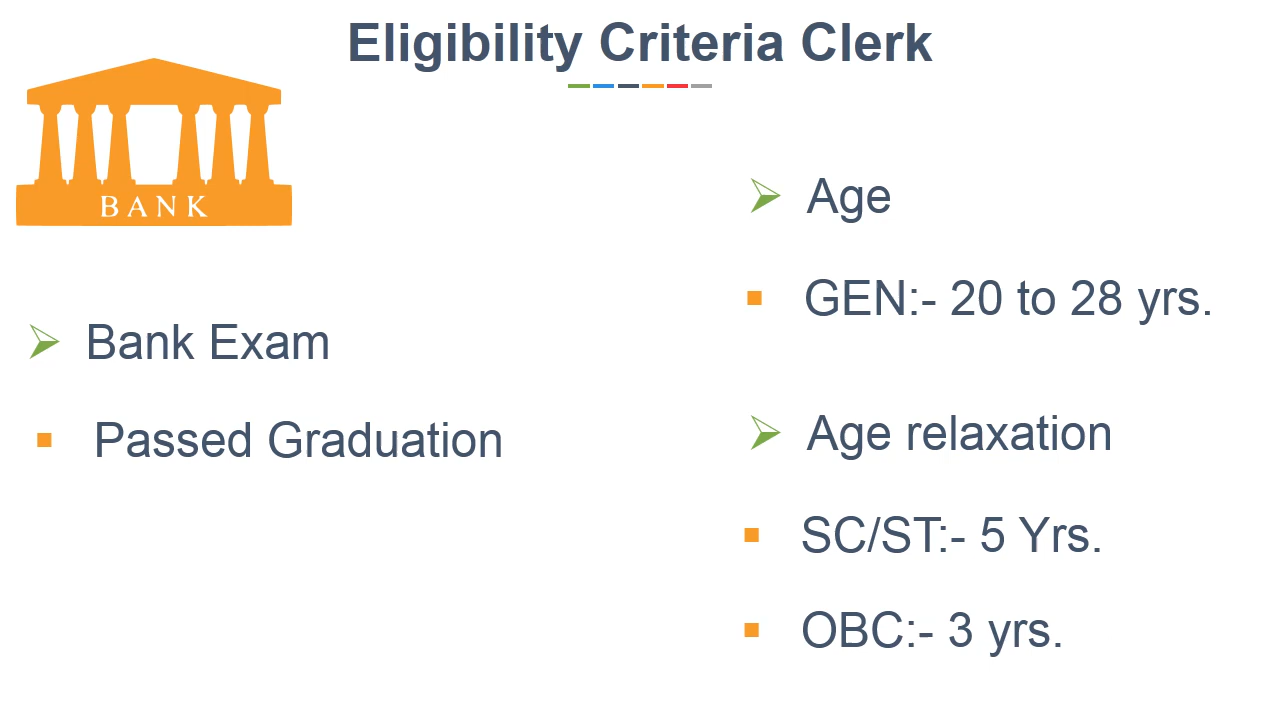 Eligibility Criteria Clerk
BANK
Bank Exam
Passed Graduation
Age
GEN:- 20 to 28 yrs.
Age relaxation
SC/ST:- 5 Yrs.
OBC:- 3 yrs.